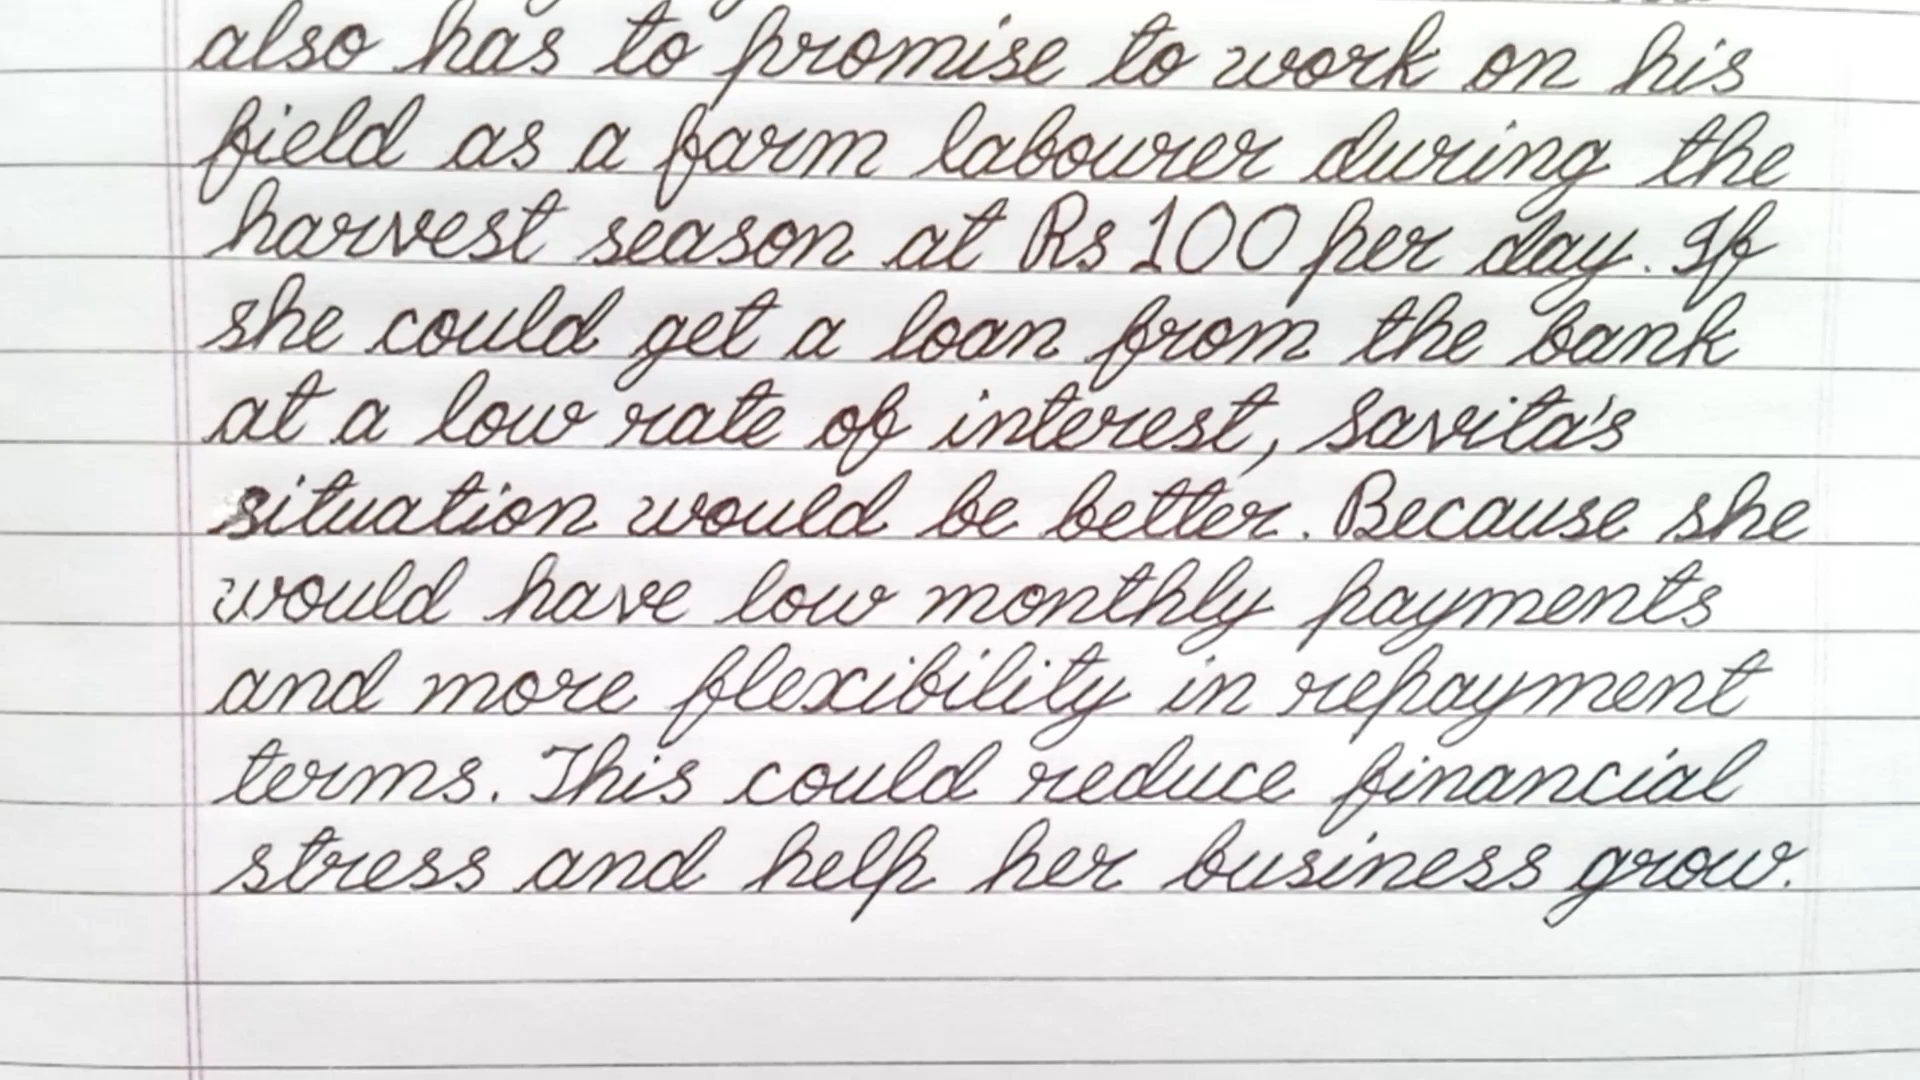 also has to promise to work on his
field as a farm labourer during the
harvest season at Rs 100 per day. If
she could get a loan from the bank
at a low rate of interest, Savita's
situation would be better. Because she
would have low monthly payments
and more flexibility in repayment
terms. This could reduce financial
stress and help her business grow.